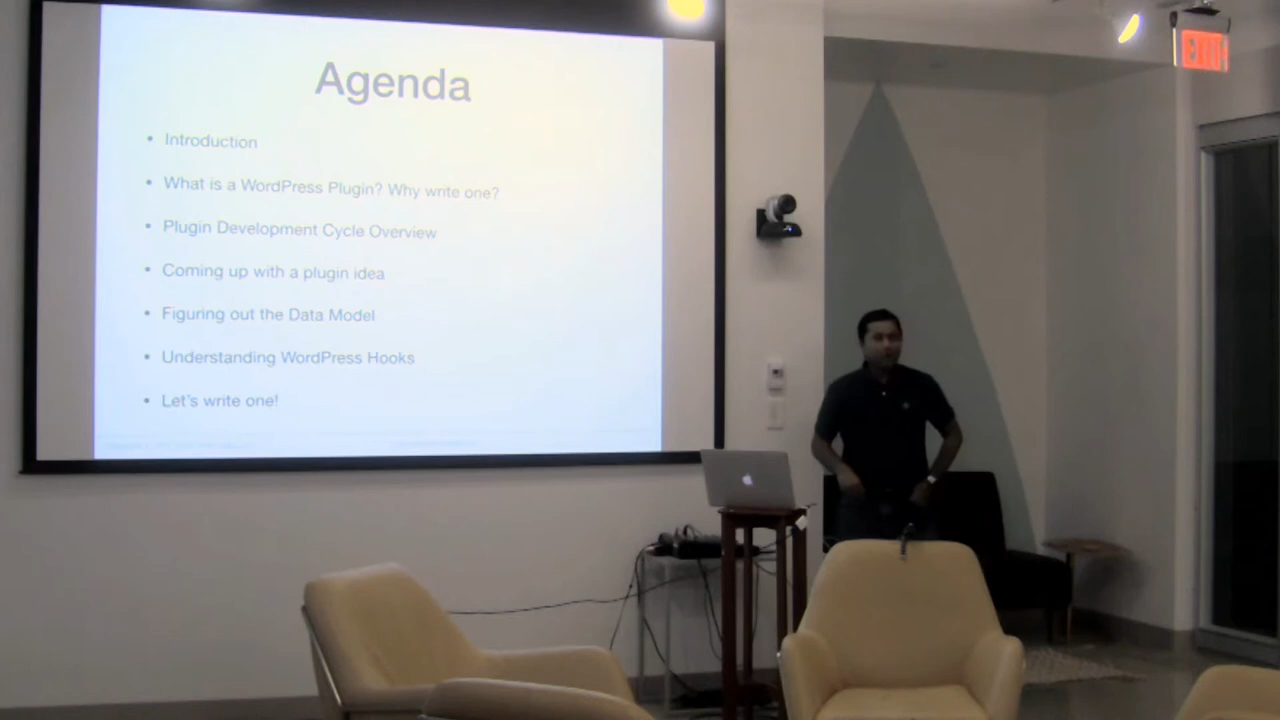 Agenda
• Introduction
• What is a WordPress Plugin? Why write one?
• Plugin Development Cycle Overview
• Coming up with a plugin idea
• Figuring out the Data Model
• Understanding WordPress Hooks
• Let's write one!
EXIT